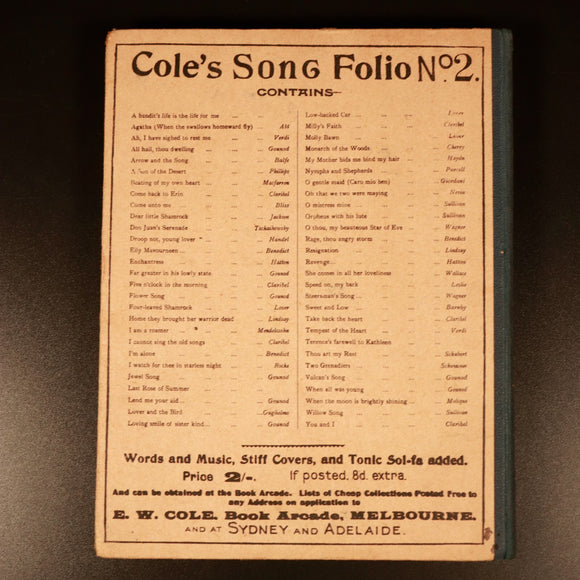 Cole's Song Folio No 2.
CONTAINS—
A bandit's life is the life for me ... ...
Agatha (When the swallows homeward fly) ... Abt
Ah, I have sighed to rest me ... Verdi
All hail, thou dwelling ... ... Gounod
Arrow and the Song ... ... Balfe
of the Desert ... ... Phillips
Beating of my own heart ... Macfarren
Come back to Erin ... ... Claribel
Come unto me ... ... Bliss
Dear little Shamrock ... ... Jackson
Don Juan's Serenade ... Tschaikowsky
Droop not, young lover ... ... Handel
Eily Mavourneen ... ... Benedict
Enchantress ... ... Hatton
Far greater in his lowly state ... Gounod
Five o'clock in the morning ... Claribel
Flower Song ... ... Gounod
Four-leaved Shamrock ... ... Lover
Home they brought her warrior dead Lindsay
I am a roamer ... Mendelssohn
I cannot sing the old songs ... Claribel
I'm alone ... ... Benedict
I watch for thee in starless night ...
Jewel Song ... ... Gounod
Last Rose of Summer ... ...
Lend me your aid ... ... Gounod
Lover and the Bird ... ...Guglielmo
Loving smile of sister kind... ... Gounod
Low-backed Car ... ... Lover
Milly's Faith ... ... Claribel
Molly Bawn ... ... Lover
Monarch of the Woods ... ... Cherry
My Mother bids me bind my hair ... Haydn
Nymphs and Shepherds ... ... Purcell
O gentle maid (Caro mio ben) ... Giordani
Oh that we two were maying ... Nevin
O mistress mine ... ... Sullivan
Orpheus with his lute ... ... Sullivan
O thou, my beauteous Star of Eve ... Wagner
Rage, thou angry storm ... ... Benedict
Resignation ... ... Lindsay
Revenge... ... ... Hatton
She comes in all her loveliness ... Wallace
Speed on, my bark ... ... Leslie
Steersman's Song ... ... Wagner
Sweet and Low ... ... Barnby
Take back the heart ... ... Claribel
Tempest of the Heart ... ... Verdi
Terence's farewell to Kathleen ...
Thou art my Rest ... ... Schubert
Two Grenadiers ... ... Schumann
Vulcan's Song ... ... Gounod
When all was young ... ... Gounod
When the moon is brightly shining ... Molique
Willow Song ... ... Sullivan
You and I ... ... Claribel
Words and Music, Stiff Covers, and Tonic Sol-fa added.
Price 2/-. If posted, 8d. extra.
And can be obtained at the Book Arcade. Lists of Cheap Collections Posted Free to
any Address on application to
E. W. COLE, Book Arcade, MELBOURNE.
AND AT SYDNEY AND ADELAIDE.